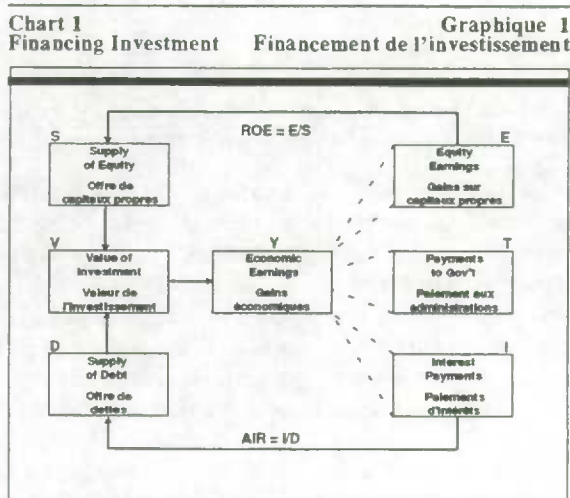 Chart 1
Financing Investment
Graphique 1
Financement de l'investissement
ROE = E/S
S
Supply
of Equity
Offre de
capitaux propres
E
Equity
Earnings
Gains sur
capitaux propres
V
Value of
Investment
Valeur de
l'investissement
Y
Economic
Earnings
Gains
économiques
T
Payments
to Gov't
Paiement aux
administrations
D
Supply
of Debt
Offre de
dettes
I
Interest
Payments
Paiements
d'intérêts
AIR = I/D